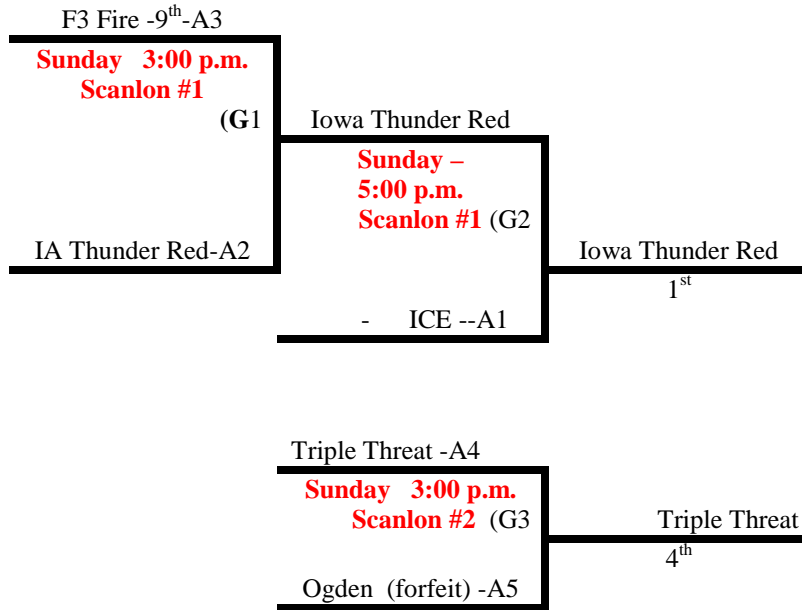 F3 Fire -9th-A3
Sunday 3:00 p.m.
Scanlon #1
(G1
Iowa Thunder Red
Sunday –
5:00 p.m.
Scanlon #1 (G2
IA Thunder Red-A2
Iowa Thunder Red
1st
- ICE --A1
Triple Threat -A4
Sunday 3:00 p.m.
Scanlon #2 (G3
Triple Threat
4th
Ogden (forfeit) -A5